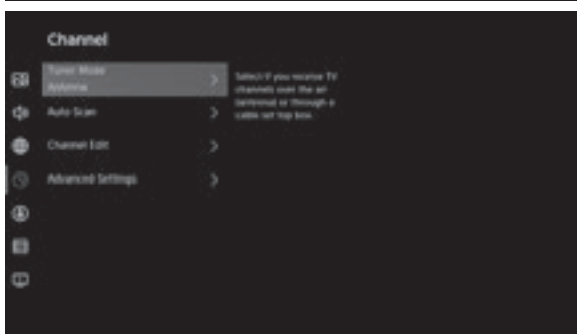 Channel
Tuner Mode
Antenna
Select if you receive TV
channels over the air
(antenna) or through a
cable set top box.
Auto Scan
Channel Edit
Advanced Settings